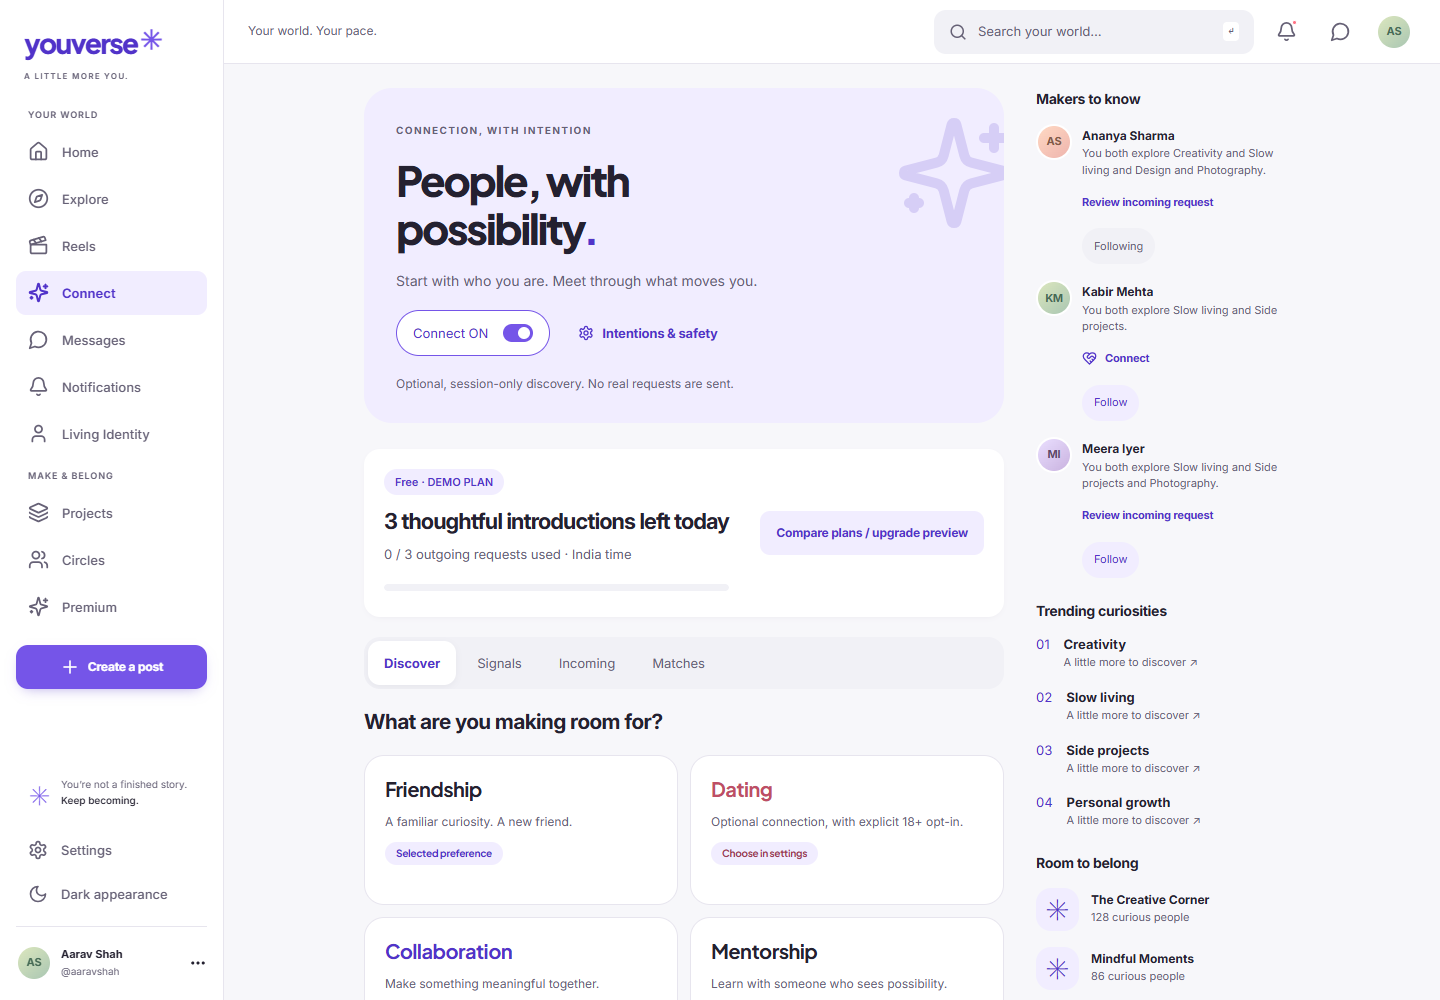 youverse
A LITTLE MORE YOU.
YOUR WORLD
Home
Explore
Reels
Connect
Messages
Notifications
Living Identity
MAKE & BELONG
Projects
Circles
Premium
Create a post
You're not a finished story.
Keep becoming.
Settings
Dark appearance
AS
Aarav Shah
@aaravshah
Your world. Your pace.
Search your world...
AS
CONNECTION, WITH INTENTION
People, with
possibility.
Start with who you are. Meet through what moves you.
Connect ON
Intentions & safety
Optional, session-only discovery. No real requests are sent.
Free · DEMO PLAN
3 thoughtful introductions left today
0 / 3 outgoing requests used · India time
Compare plans / upgrade preview
Discover
Signals
Incoming
Matches
What are you making room for?
Friendship
A familiar curiosity. A new friend.
Selected preference
Dating
Optional connection, with explicit 18+ opt-in.
Choose in settings
Collaboration
Make something meaningful together.
Mentorship
Learn with someone who sees possibility.
Makers to know
AS
Ananya Sharma
You both explore Creativity and Slow
living and Design and Photography.
Review incoming request
Following
KM
Kabir Mehta
You both explore Slow living and Side
projects.
Connect
Follow
MI
Meera Iyer
You both explore Slow living and Side
projects and Photography.
Review incoming request
Follow
Trending curiosities
01 Creativity
A little more to discover ↗
02 Slow living
A little more to discover ↗
03 Side projects
A little more to discover ↗
04 Personal growth
A little more to discover ↗
Room to belong
The Creative Corner
128 curious people
Mindful Moments
86 curious people